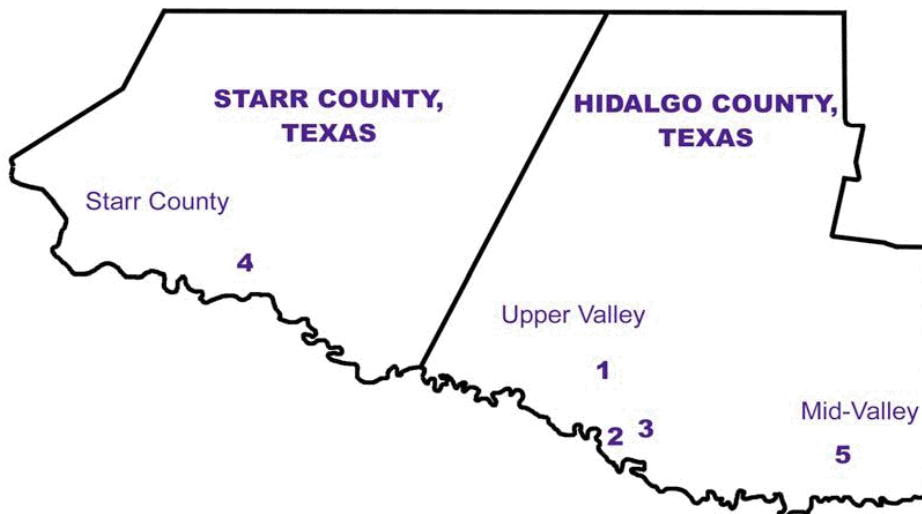 STARR COUNTY,
TEXAS
HIDALGO COUNTY,
TEXAS
Starr County
4
Upper Valley
1
2
3
Mid-Valley
5